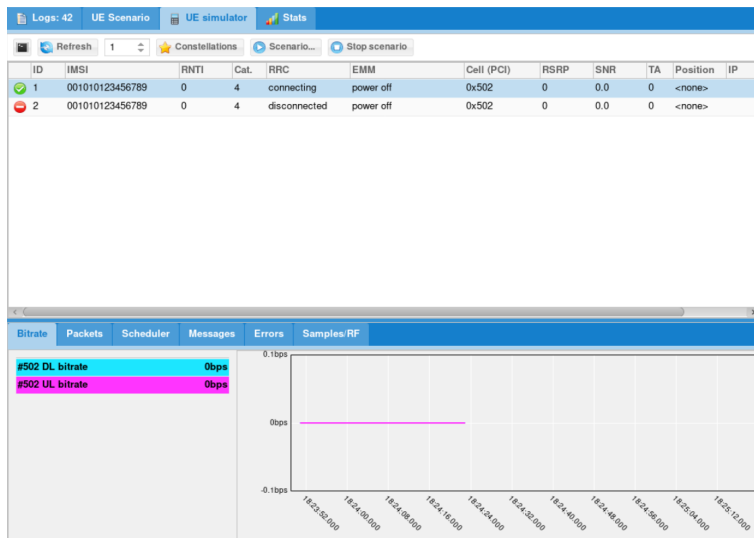 Logs: 42 UE Scenario UE simulator Stats
Refresh 1 Constellations Scenario... Stop scenario
ID IMSI RNTI Cat. RRC EMM Cell (PCI) RSRP SNR TA Position IP
1 001010123456789 0 4 connecting power off 0x502 0 0.0 0 <none>
2 001010123456789 0 4 disconnected power off 0x502 0 0.0 0 <none>
Bitrate Packets Scheduler Messages Errors Samples/RF
#502 DL bitrate 0bps
#502 UL bitrate 0bps
0.1bps
0bps
-0.1bps
18:23:52.000 18:24:00.000 18:24:08.000 18:24:16.000 18:24:24.000 18:24:32.000 18:24:40.000 18:24:48.000 18:24:56.000 18:25:04.000 18:25:12.000